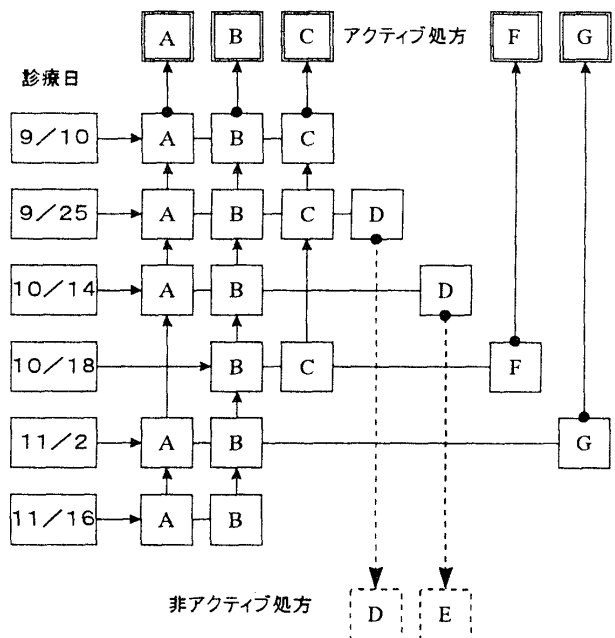 A B C アクティブ処方 F G
診療日
9/10 A B C
9/25 A B C D
10/14 A B D
10/18 B C F
11/2 A B G
11/16 A B
非アクティブ処方 D E